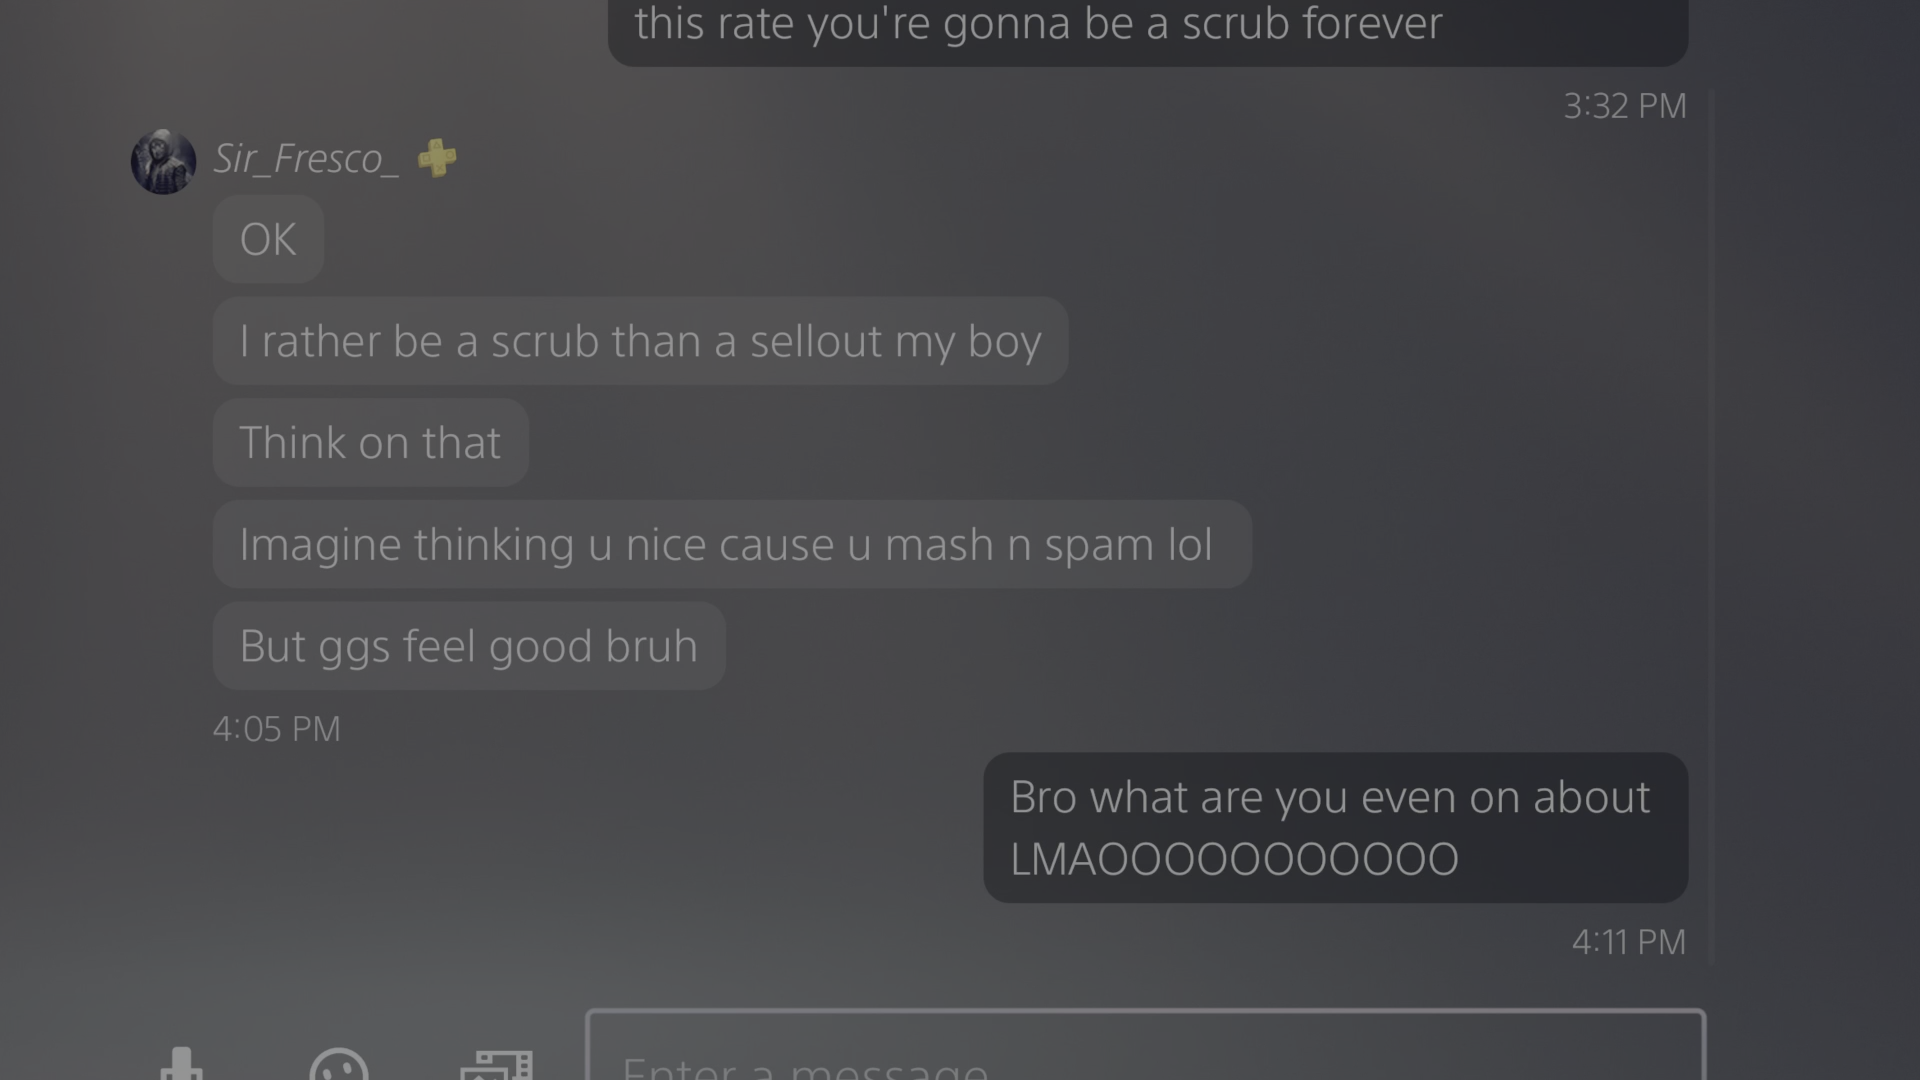 this rate you're gonna be a scrub forever
3:32 PM
Sir_Fresco_
OK
I rather be a scrub than a sellout my boy
Think on that
Imagine thinking u nice cause u mash n spam lol
But ggs feel good bruh
4:05 PM
Bro what are you even on about
LMAOOOOOOOOOOO
4:11 PM
Enter a message